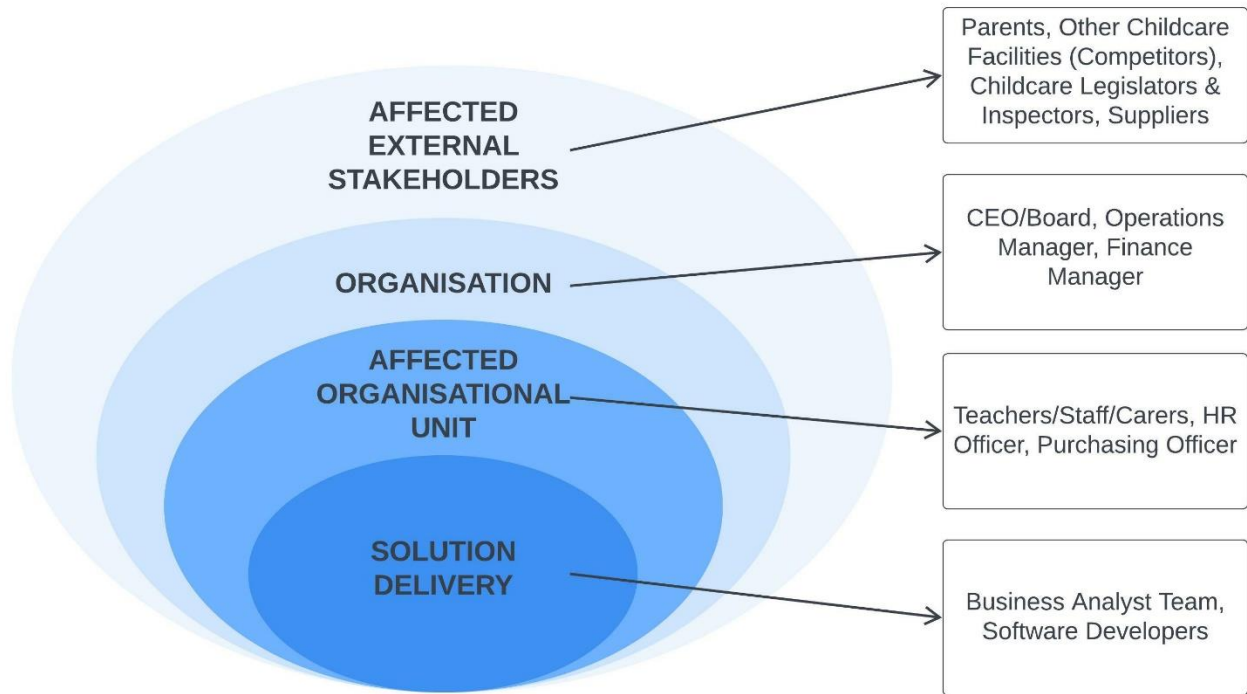 AFFECTED
EXTERNAL
STAKEHOLDERS
Parents, Other Childcare
Facilities (Competitors),
Childcare Legislators &
Inspectors, Suppliers
ORGANISATION
CEO/Board, Operations
Manager, Finance
Manager
AFFECTED
ORGANISATIONAL
UNIT
Teachers/Staff/Carers, HR
Officer, Purchasing Officer
SOLUTION
DELIVERY
Business Analyst Team,
Software Developers